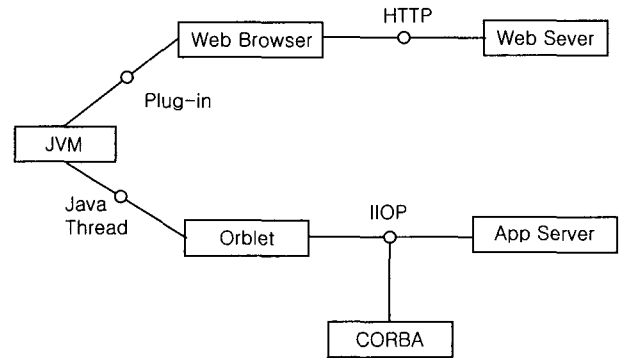 HTTP
Web Browser
Web Sever
Plug-in
JVM
Java
Thread
IIOP
Orblet
App Server
CORBA